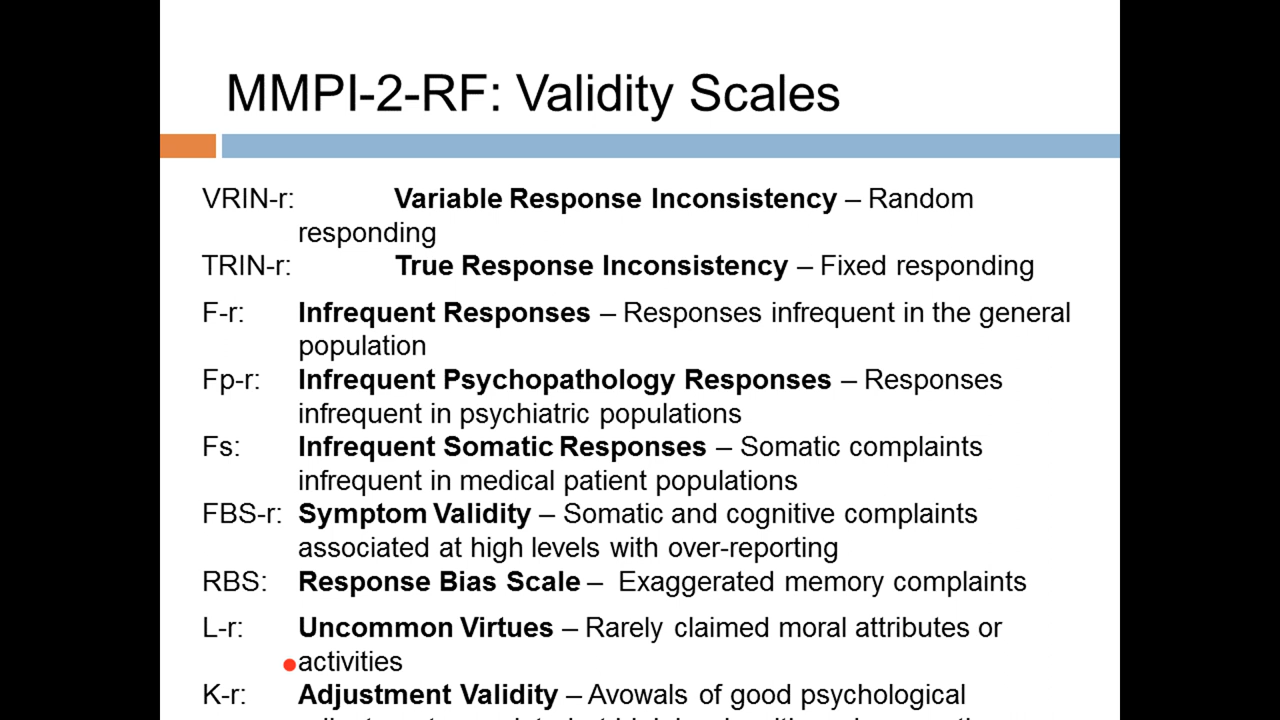 MMPI-2-RF: Validity Scales
VRIN-r: Variable Response Inconsistency – Random
responding
TRIN-r: True Response Inconsistency – Fixed responding
F-r: Infrequent Responses – Responses infrequent in the general
population
Fp-r: Infrequent Psychopathology Responses – Responses
infrequent in psychiatric populations
Fs: Infrequent Somatic Responses – Somatic complaints
infrequent in medical patient populations
FBS-r: Symptom Validity – Somatic and cognitive complaints
associated at high levels with over-reporting
RBS: Response Bias Scale – Exaggerated memory complaints
L-r: Uncommon Virtues – Rarely claimed moral attributes or
activities
K-r: Adjustment Validity – Avowals of good psychological